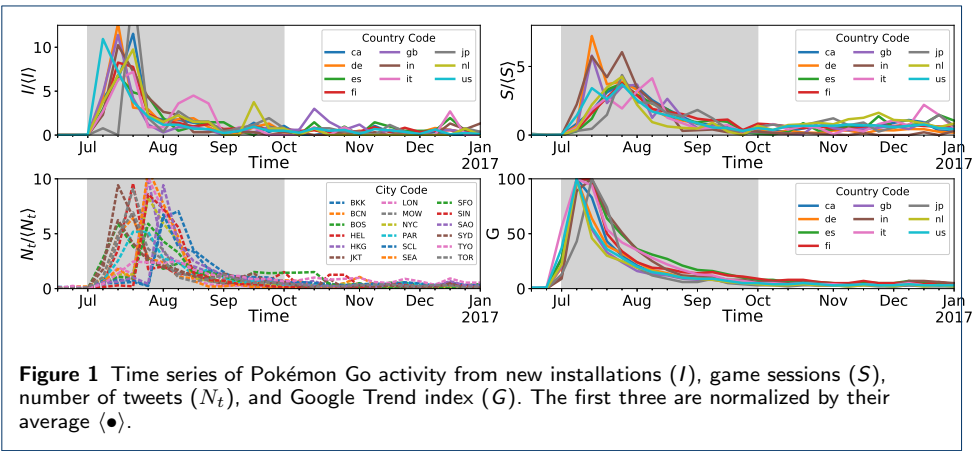 I/⟨I⟩
10
5
0
Country Code
ca gb jp
de in nl
es it us
fi
Jul Aug Sep Oct Nov Dec Jan
Time 2017
S/⟨S⟩
5
0
Country Code
ca gb jp
de in nl
es it us
fi
Jul Aug Sep Oct Nov Dec Jan
Time 2017
Nt/⟨Nt⟩
10
5
0
City Code
BKK LON SFO
BCN MOW SIN
BOS NYC SAO
HEL PAR SYD
HKG SCL TYO
JKT SEA TOR
Jul Aug Sep Oct Nov Dec Jan
Time 2017
G
100
50
0
Country Code
ca gb jp
de in nl
es it us
fi
Jul Aug Sep Oct Nov Dec Jan
Time 2017
Figure 1 Time series of Pokémon Go activity from new installations (I), game sessions (S),
number of tweets (Nt), and Google Trend index (G). The first three are normalized by their
average ⟨●⟩.